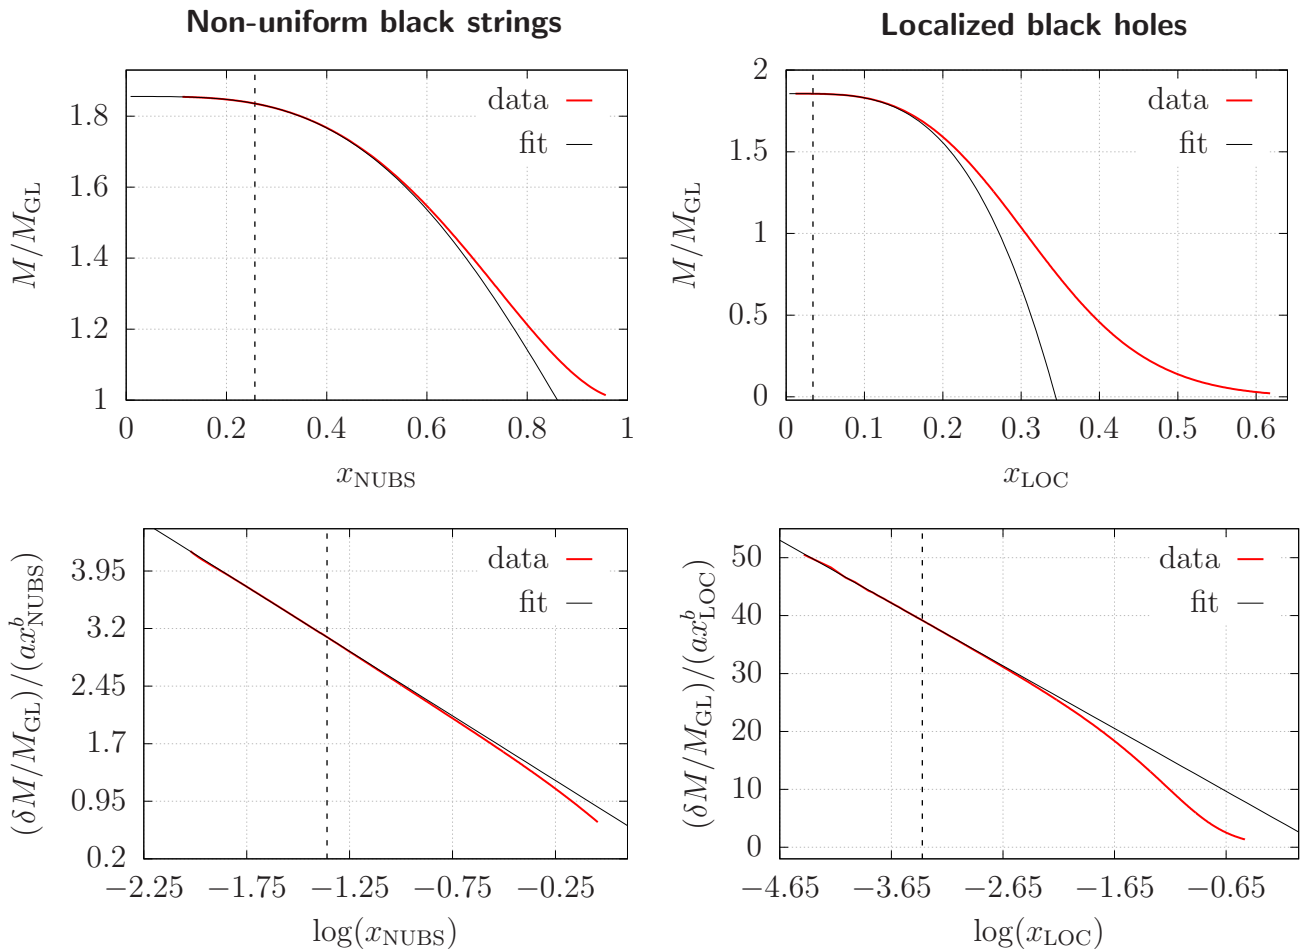 Non-uniform black strings
M/M_GL
1.8
1.6
1.4
1.2
1
0
0.2
0.4
0.6
0.8
1
data
fit
x_NUBS
Localized black holes
M/M_GL
2
1.5
1
0.5
0
0
0.1
0.2
0.3
0.4
0.5
0.6
data
fit
x_LOC
(δM/M_GL)/(ax^b_NUBS)
3.95
3.2
2.45
1.7
0.95
0.2
−2.25
−1.75
−1.25
−0.75
−0.25
data
fit
log(x_NUBS)
(δM/M_GL)/(ax^b_LOC)
50
40
30
20
10
0
−4.65
−3.65
−2.65
−1.65
−0.65
data
fit
log(x_LOC)